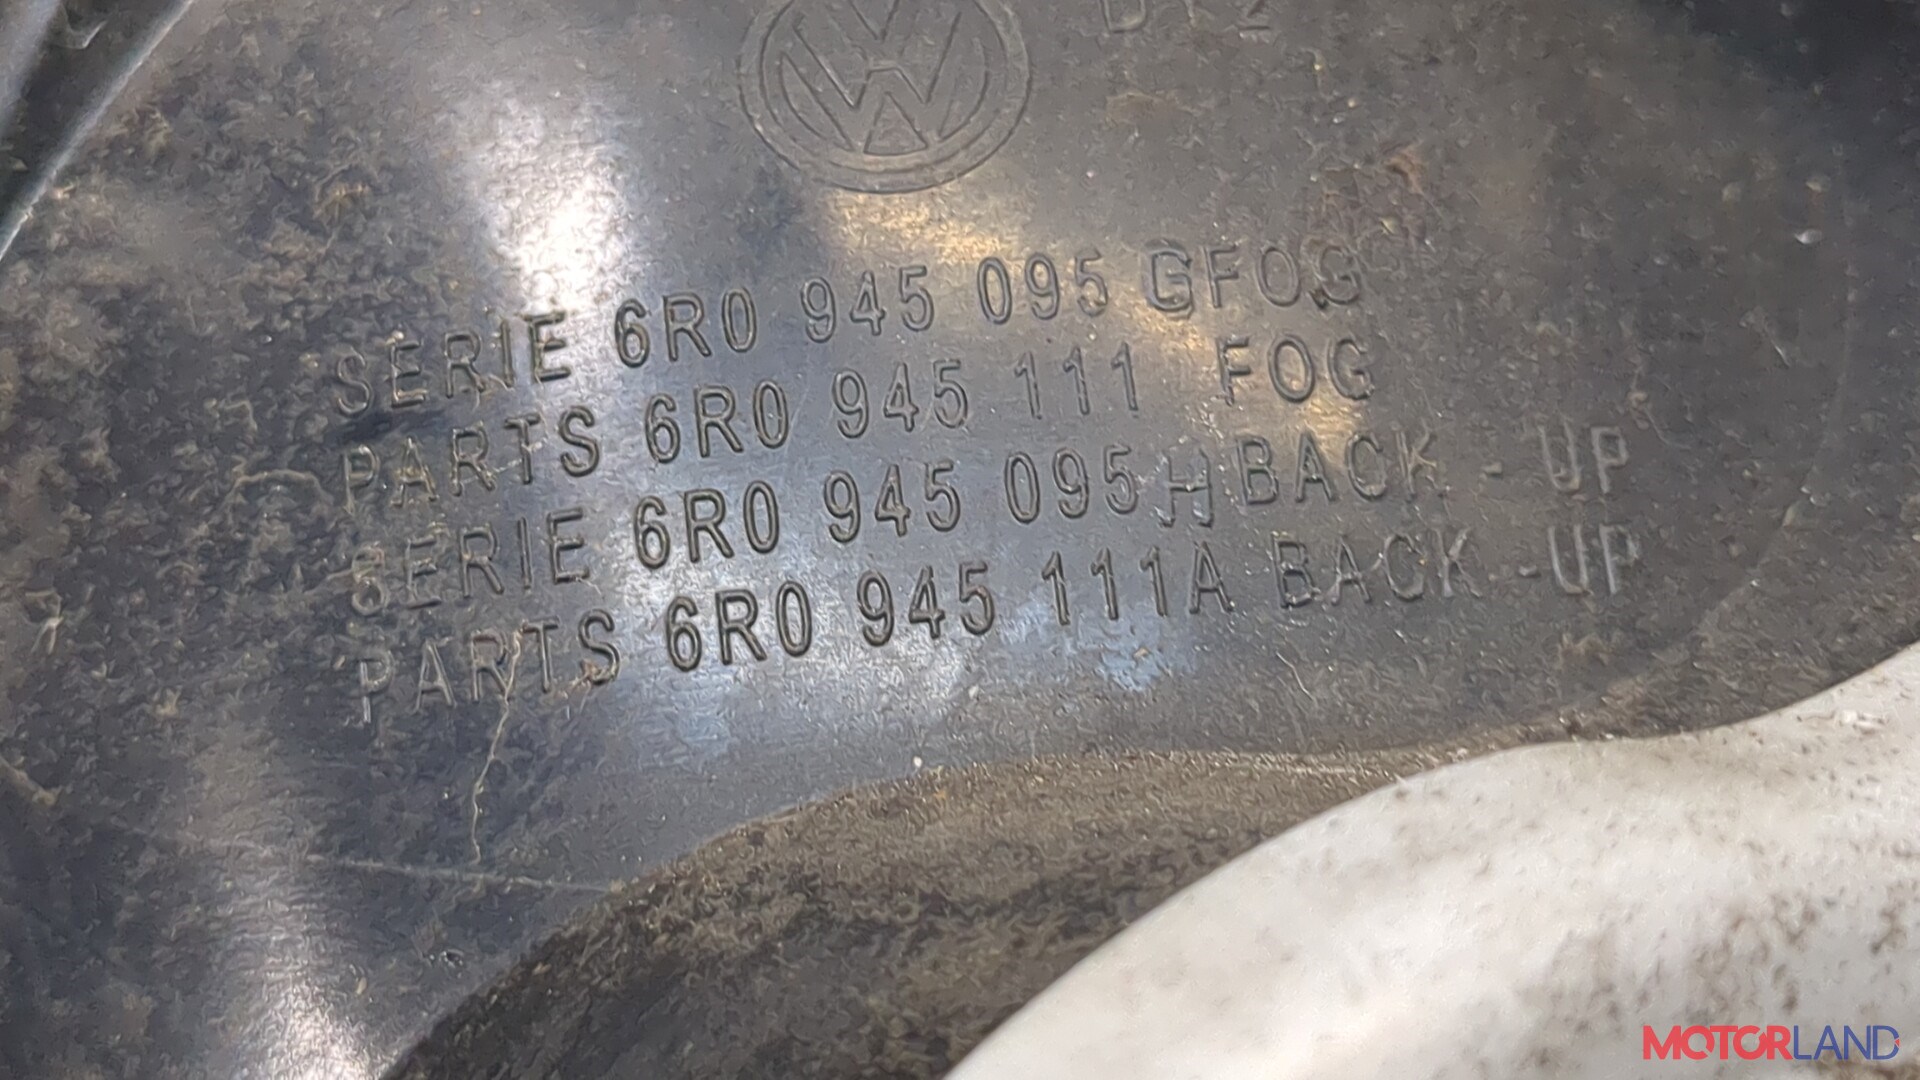 SERIE 6R0 945 095 GFOG
PARTS 6R0 945 111 FOG
SERIE 6R0 945 095 H BACK - UP
PARTS 6R0 945 111A BACK -UP
MOTORLAND